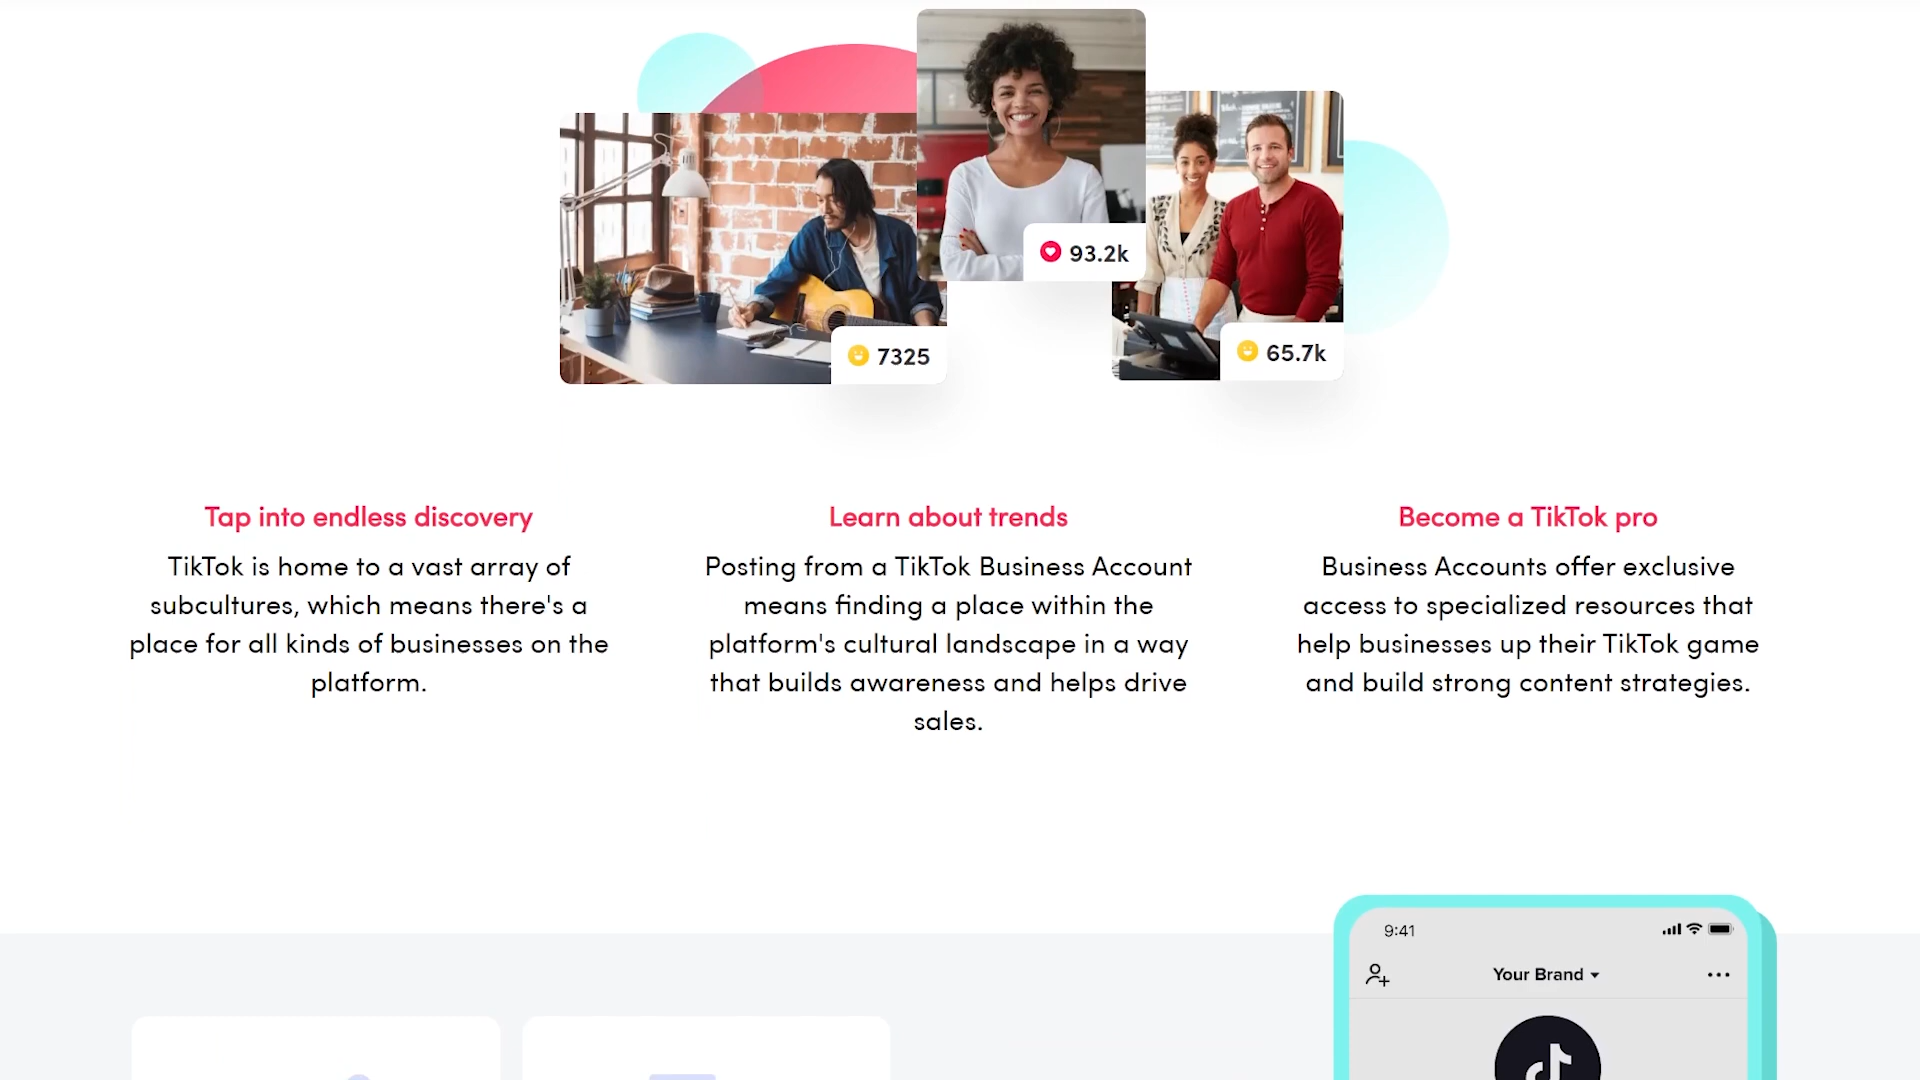 93.2k
7325
65.7k
Tap into endless discovery
TikTok is home to a vast array of
subcultures, which means there's a
place for all kinds of businesses on the
platform.
Learn about trends
Posting from a TikTok Business Account
means finding a place within the
platform's cultural landscape in a way
that builds awareness and helps drive
sales.
Become a TikTok pro
Business Accounts offer exclusive
access to specialized resources that
help businesses up their TikTok game
and build strong content strategies.
9:41
Your Brand